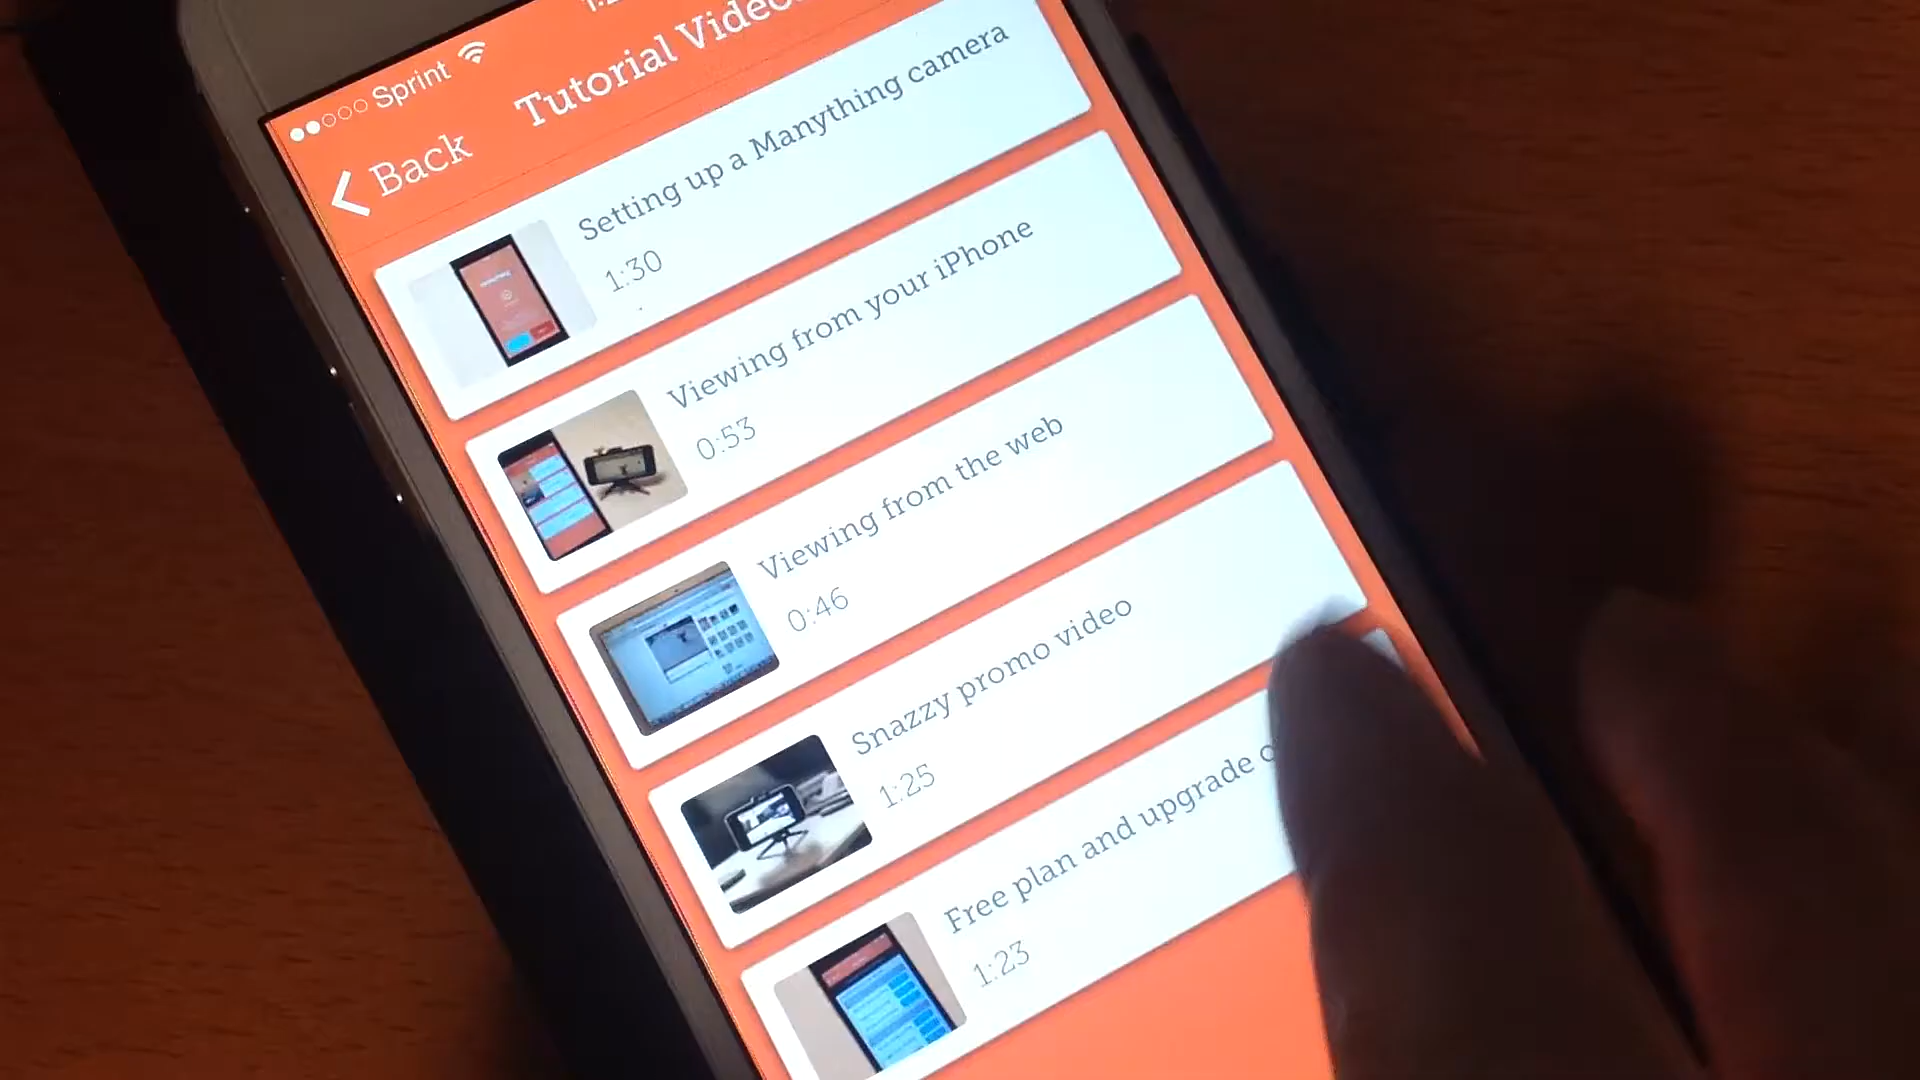 Sprint
Back
Tutorial
Setting up a Manything camera
1:30
Viewing from your iPhone
0:53
Viewing from the web
0:46
Snazzy promo video
1:25
Free plan and upgrade
1:23